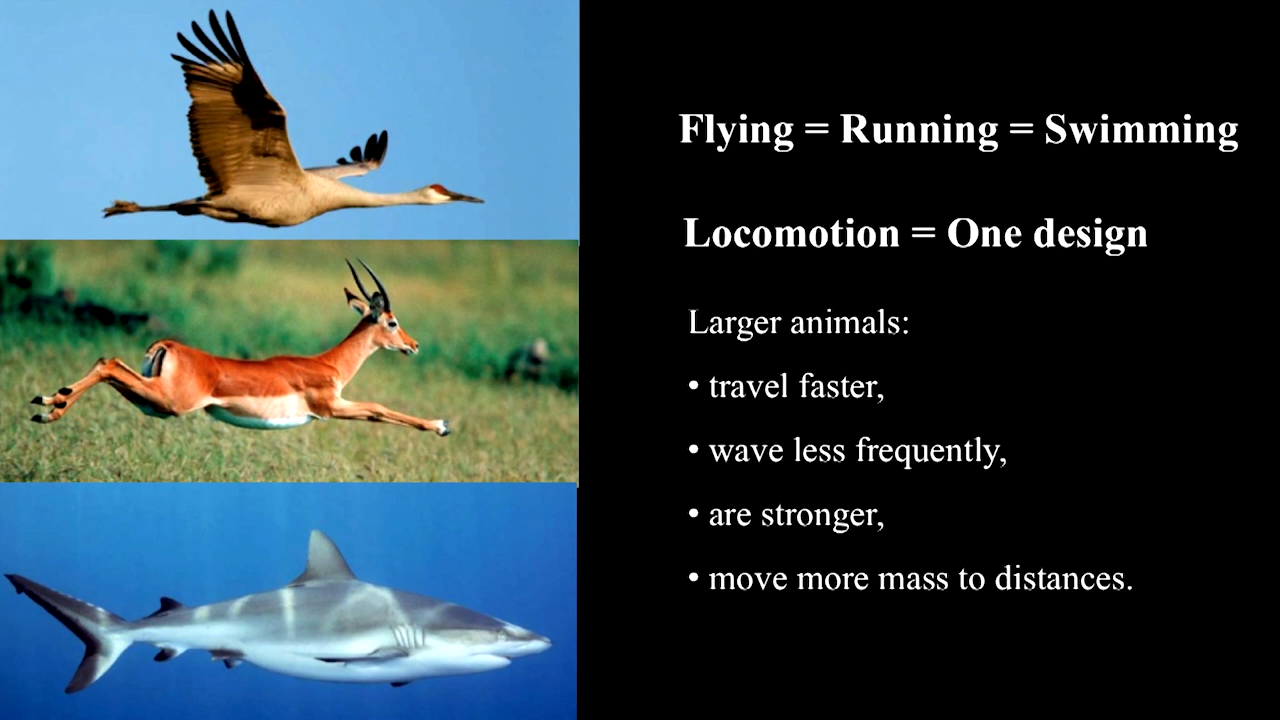 Flying = Running = Swimming
Locomotion = One design
Larger animals:
• travel faster,
• wave less frequently,
• are stronger,
• move more mass to distances.